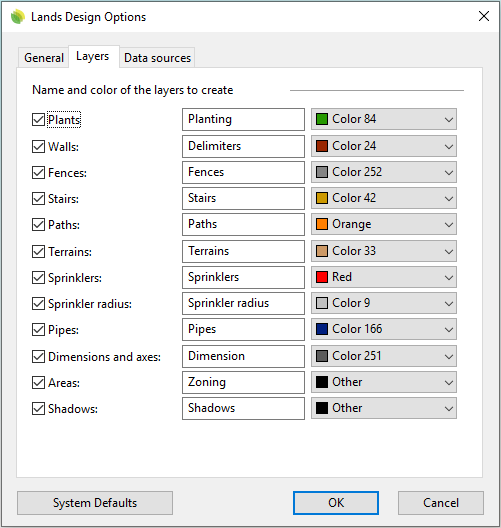 Lands Design Options
General Layers Data sources
Name and color of the layers to create
Plants Planting Color 84
Walls: Delimiters Color 24
Fences: Fences Color 252
Stairs: Stairs Color 42
Paths: Paths Orange
Terrains: Terrains Color 33
Sprinklers: Sprinklers Red
Sprinkler radius: Sprinkler radius Color 9
Pipes: Pipes Color 166
Dimensions and axes: Dimension Color 251
Areas: Zoning Other
Shadows: Shadows Other
System Defaults OK Cancel